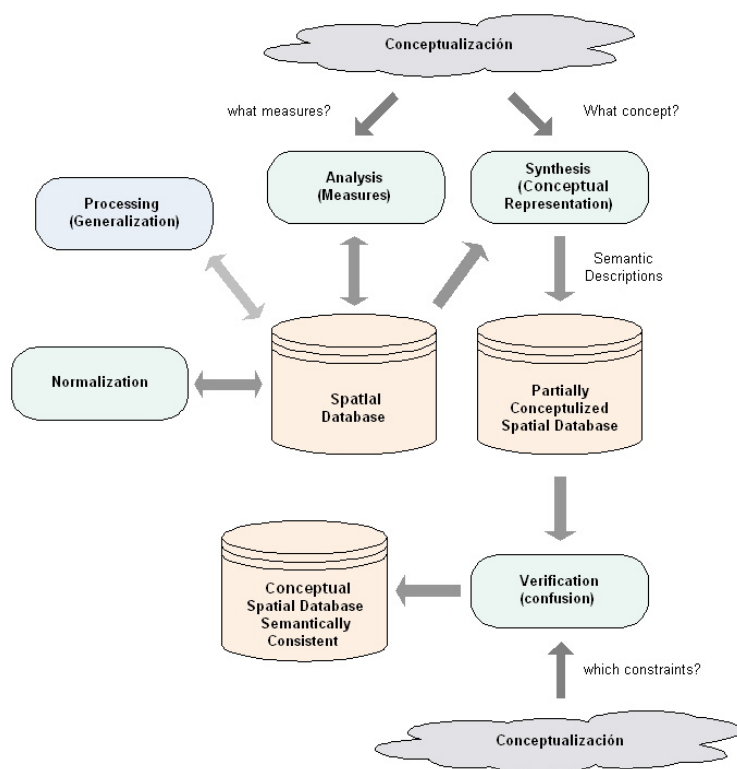 Conceptualización
what measures?
What concept?
Analysis
(Measures)
Synthesis
(Conceptual
Representation)
Processing
(Generalization)
Semantic
Descriptions
Normalization
Spatial
Database
Partially
Conceptulized
Spatial Database
Conceptual
Spatial Database
Semantically
Consistent
Verification
(confusion)
which constraints?
Conceptualización